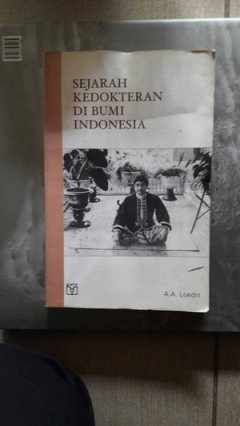 SEJARAH
KEDOKTERAN
DI BUMI
INDONESIA
A.A. Loedin